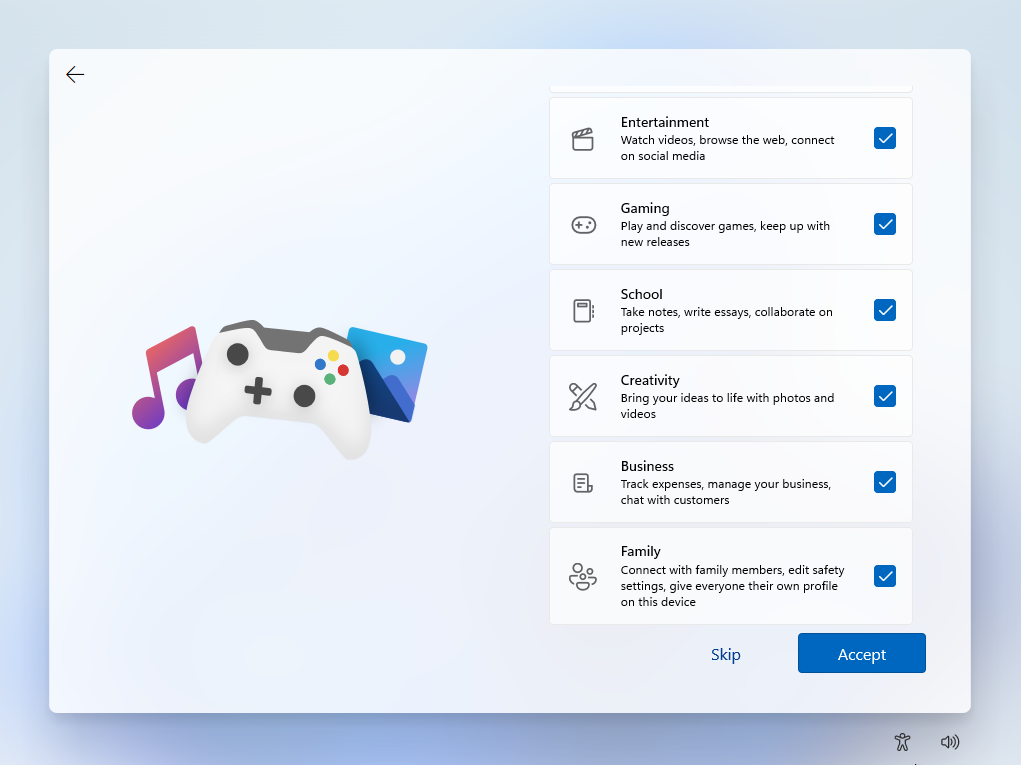 Entertainment
Watch videos, browse the web, connect
on social media
Gaming
Play and discover games, keep up with
new releases
School
Take notes, write essays, collaborate on
projects
Creativity
Bring your ideas to life with photos and
videos
Business
Track expenses, manage your business,
chat with customers
Family
Connect with family members, edit safety
settings, give everyone their own profile
on this device
Skip
Accept